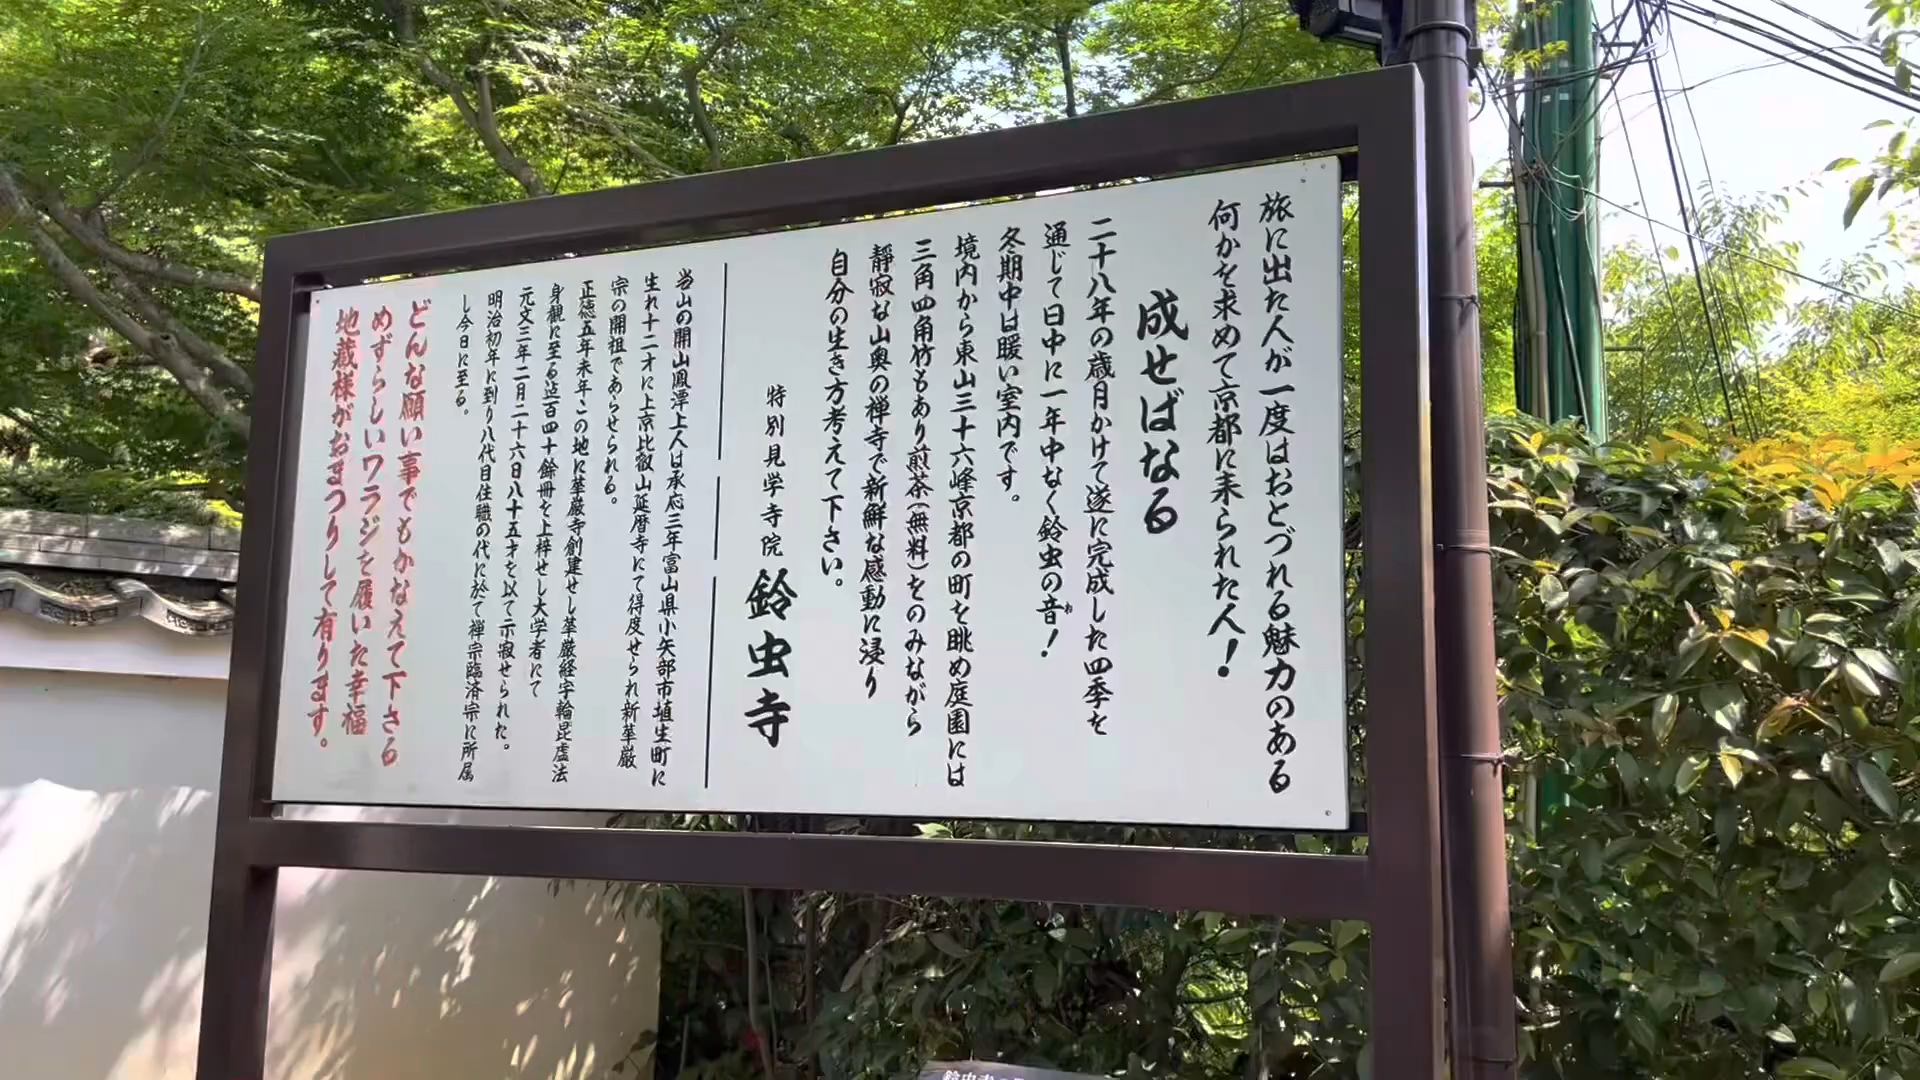 旅に出た人が一度はおとづれる魅力のある
何かを求めて京都に来られた人！
成せばなる
二十八年の歳月かけて遂に完成した四季を
通じて日中に一年中なく鈴虫の音！
ね
冬期中は暖い室内です。
境内から東山三十六峰京都の町を眺め庭園には
三角四角竹もあり煎茶(無料)をのみながら
靜寂な山奥の禅寺で新鮮な感動に浸り
自分の生き方考えて下さい。
特別見学寺院 鈴虫寺
当山の開山鳳潭上人は承応三年富山県小矢部市埴生町に
生れ十二才に上京比叡山延暦寺にて得度せられ新華厳
宗の開祖であらせられる。
正徳五年未年この地に華厳寺創建せし華厳経字輪毘盧法
身観に至る迠百四十餘冊を上梓せし大学者にて
元文三年二月二十六日八十五才を以て示寂せられた。
明治初年に到り八代目住職の代に於て禅宗臨済宗に所属
し今日に至る。
どんな願い事でもかなえて下さる
めずらしいワラジを履いた幸福
地蔵様がおまつりして有ります。